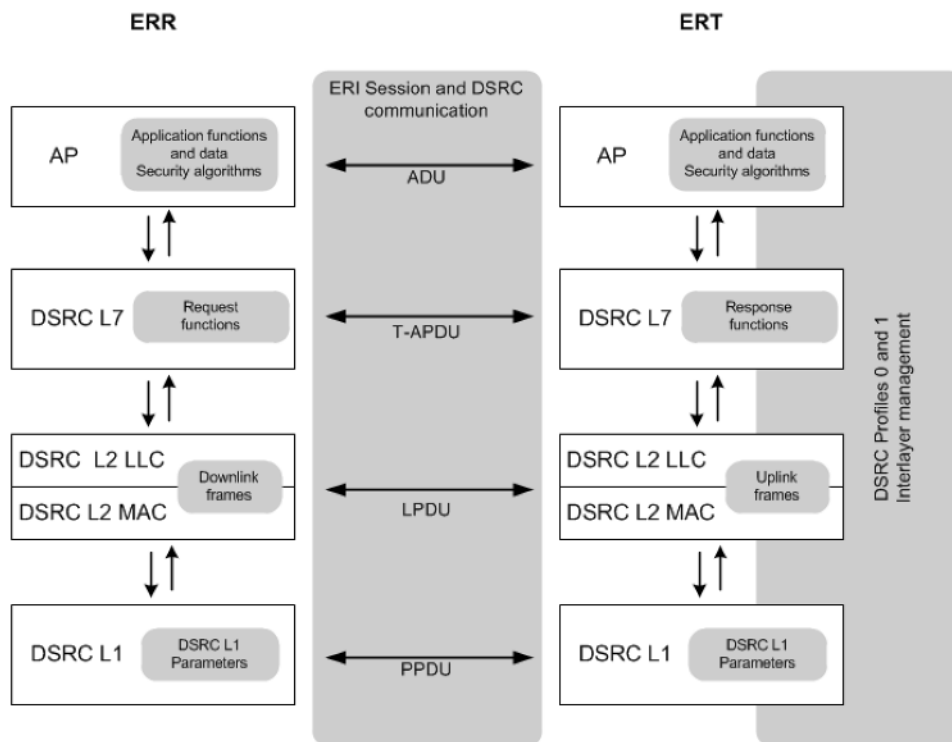 ERR
ERT
ERI Session and DSRC
communication
AP
Application functions
and data
Security algorithms
ADU
AP
Application functions
and data
Security algorithms
DSRC L7
Request
functions
T-APDU
DSRC L7
Response
functions
DSRC L2 LLC
DSRC L2 MAC
Downlink
frames
LPDU
DSRC L2 LLC
DSRC L2 MAC
Uplink
frames
DSRC L1
DSRC L1
Parameters
PPDU
DSRC L1
DSRC L1
Parameters
DSRC Profiles 0 and 1
Interlayer management